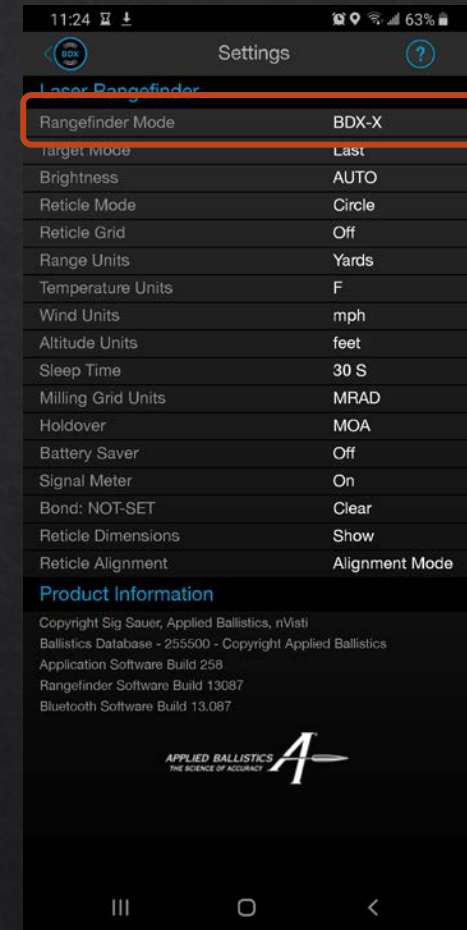 11:24 63%
BDX Settings ?
Laser Rangefinder
Rangefinder Mode BDX-X
Target Mode Last
Brightness AUTO
Reticle Mode Circle
Reticle Grid Off
Range Units Yards
Temperature Units F
Wind Units mph
Altitude Units feet
Sleep Time 30 S
Milling Grid Units MRAD
Holdover MOA
Battery Saver Off
Signal Meter On
Bond: NOT-SET Clear
Reticle Dimensions Show
Reticle Alignment Alignment Mode
Product Information
Copyright Sig Sauer, Applied Ballistics, nVisti
Ballistics Database - 255500 - Copyright Applied Ballistics
Application Software Build 258
Rangefinder Software Build 13087
Bluetooth Software Build 13.087
APPLIED BALLISTICS
THE SCIENCE OF ACCURACY